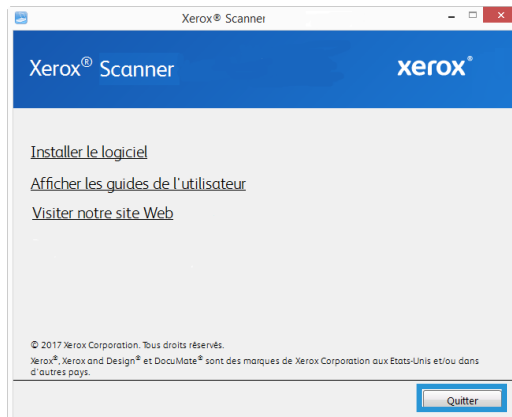 Xerox® Scanner
Xerox® Scanner
xerox®
Installer le logiciel
Afficher les guides de l'utilisateur
Visiter notre site Web
© 2017 Xerox Corporation. Tous droits réservés.
Xerox®, Xerox and Design® et DocuMate® sont des marques de Xerox Corporation aux Etats-Unis et/ou dans
d'autres pays.
Quitter